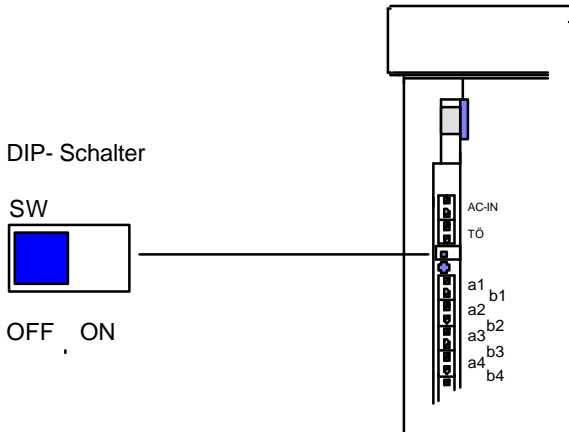 DIP- Schalter
SW
OFF ON
AC-IN
TÖ
a1
b1
a2
b2
a3
b3
a4
b4